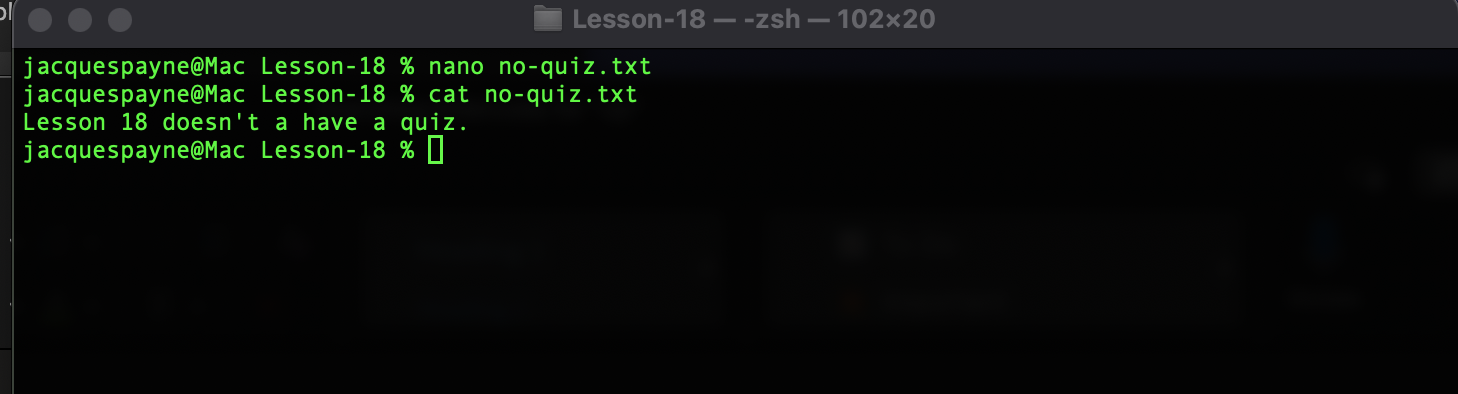 Lesson-18 — -zsh — 102×20
jacquespayne@Mac Lesson-18 % nano no-quiz.txt
jacquespayne@Mac Lesson-18 % cat no-quiz.txt
Lesson 18 doesn't a have a quiz.
jacquespayne@Mac Lesson-18 %